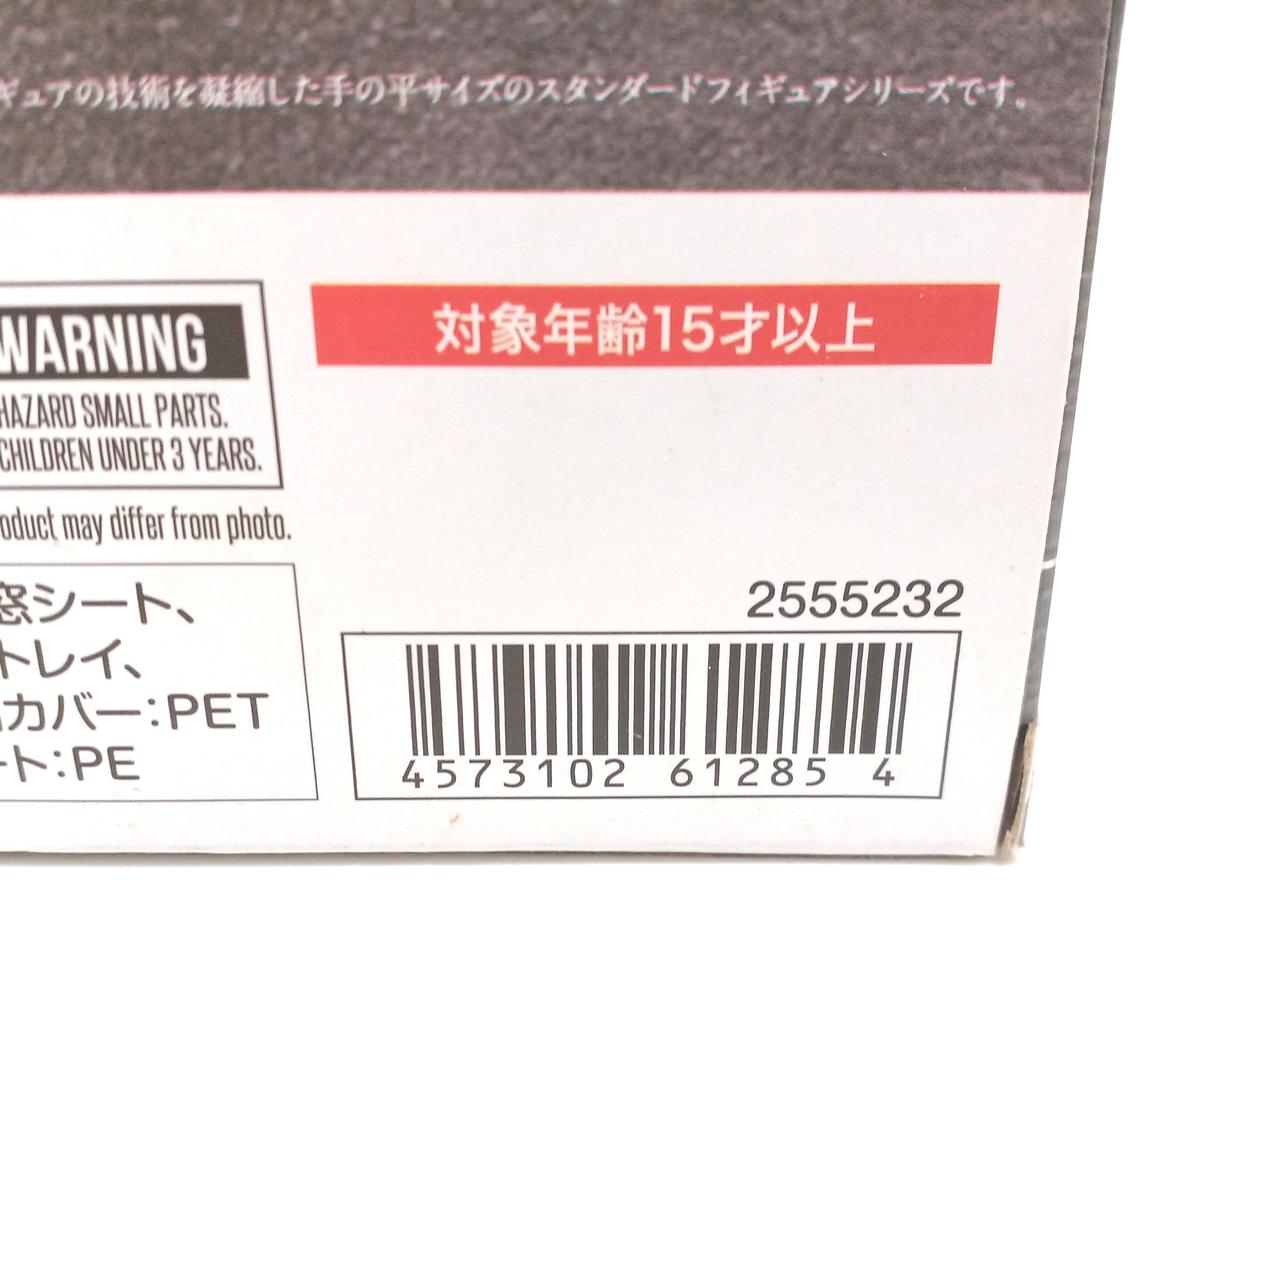 ギュアの技術を凝縮した手の平サイズのスタンダードフィギュアシリーズです。
WARNING
HAZARD SMALL PARTS.
CHILDREN UNDER 3 YEARS.
対象年齢15才以上
oduct may differ from photo.
窓シート、
トレイ、
カバー：PET
ート：PE
2555232
4573102 61285 4